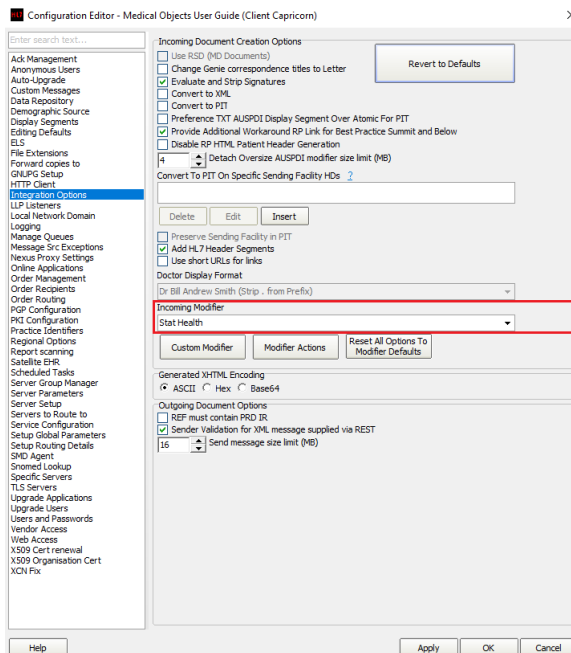 HU Configuration Editor - Medical Objects User Guide (Client Capricorn)
Enter search text...
Ack Management
Anonymous Users
Auto-Upgrade
Custom Messages
Data Repository
Demographic Source
Display Segments
Editing Defaults
ELS
File Extensions
Forward copies to
GNUPG Setup
HTTP Client
Integration Options
LLP Listeners
Local Network Domain
Logging
Manage Queues
Message Src Exceptions
Nexus Proxy Settings
Online Applications
Order Management
Order Recipients
Order Routing
PGP Configuration
PKI Configuration
Practice Identifiers
Regional Options
Report scanning
Satellite EHR
Scheduled Tasks
Server Group Manager
Server Parameters
Server Setup
Servers to Route to
Service Configuration
Setup Global Parameters
Setup Routing Details
SMD Agent
Snomed Lookup
Specific Servers
TLS Servers
Upgrade Applications
Upgrade Users
Users and Passwords
Vendor Access
Web Access
X509 Cert renewal
X509 Organisation Cert
XCN Fix
Incoming Document Creation Options
Use RSD (MD Documents)
Revert to Defaults
Change Genie correspondence titles to Letter
Evaluate and Strip Signatures
Convert to XML
Convert to PIT
Preference TXT AUSPDI Display Segment Over Atomic For PIT
Provide Additional Workaround RP Link for Best Practice Summit and Below
Disable RP HTML Patient Header Generation
4 Detach Oversize AUSPDI modifier size limit (MB)
Convert To PIT On Specific Sending Facility HDs ?
Delete Edit Insert
Preserve Sending Facility in PIT
Add HL7 Header Segments
Use short URLs for links
Doctor Display Format
Dr Bill Andrew Smith (Strip . from Prefix)
Incoming Modifier
Stat Health
Custom Modifier Modifier Actions Reset All Options To
Modifier Defaults
Generated XHTML Encoding
ASCII Hex Base64
Outgoing Document Options
REF must contain PRD IR
Sender Validation for XML message supplied via REST
16 Send message size limit (MB)
Help Apply OK Cancel